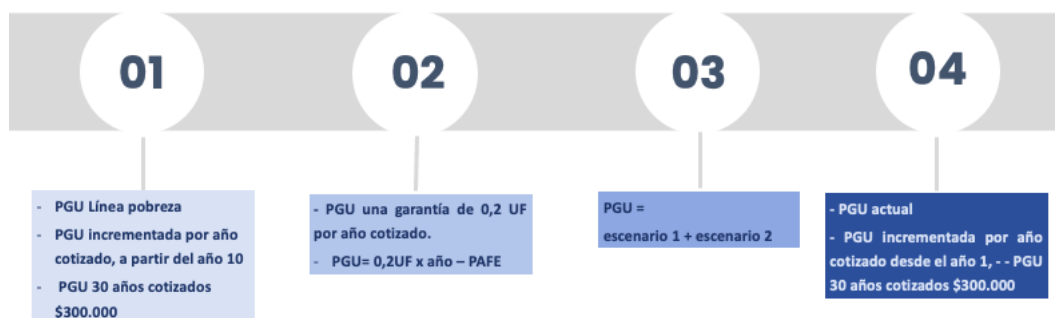 01
02
03
04
- PGU Línea pobreza
- PGU incrementada por año
cotizado, a partir del año 10
- PGU 30 años cotizados
$300.000
- PGU una garantía de 0,2 UF
por año cotizado.
- PGU= 0,2UF x año – PAFE
PGU =
escenario 1 + escenario 2
- PGU actual
- PGU incrementada por año
cotizado desde el año 1, - - PGU
30 años cotizados $300.000